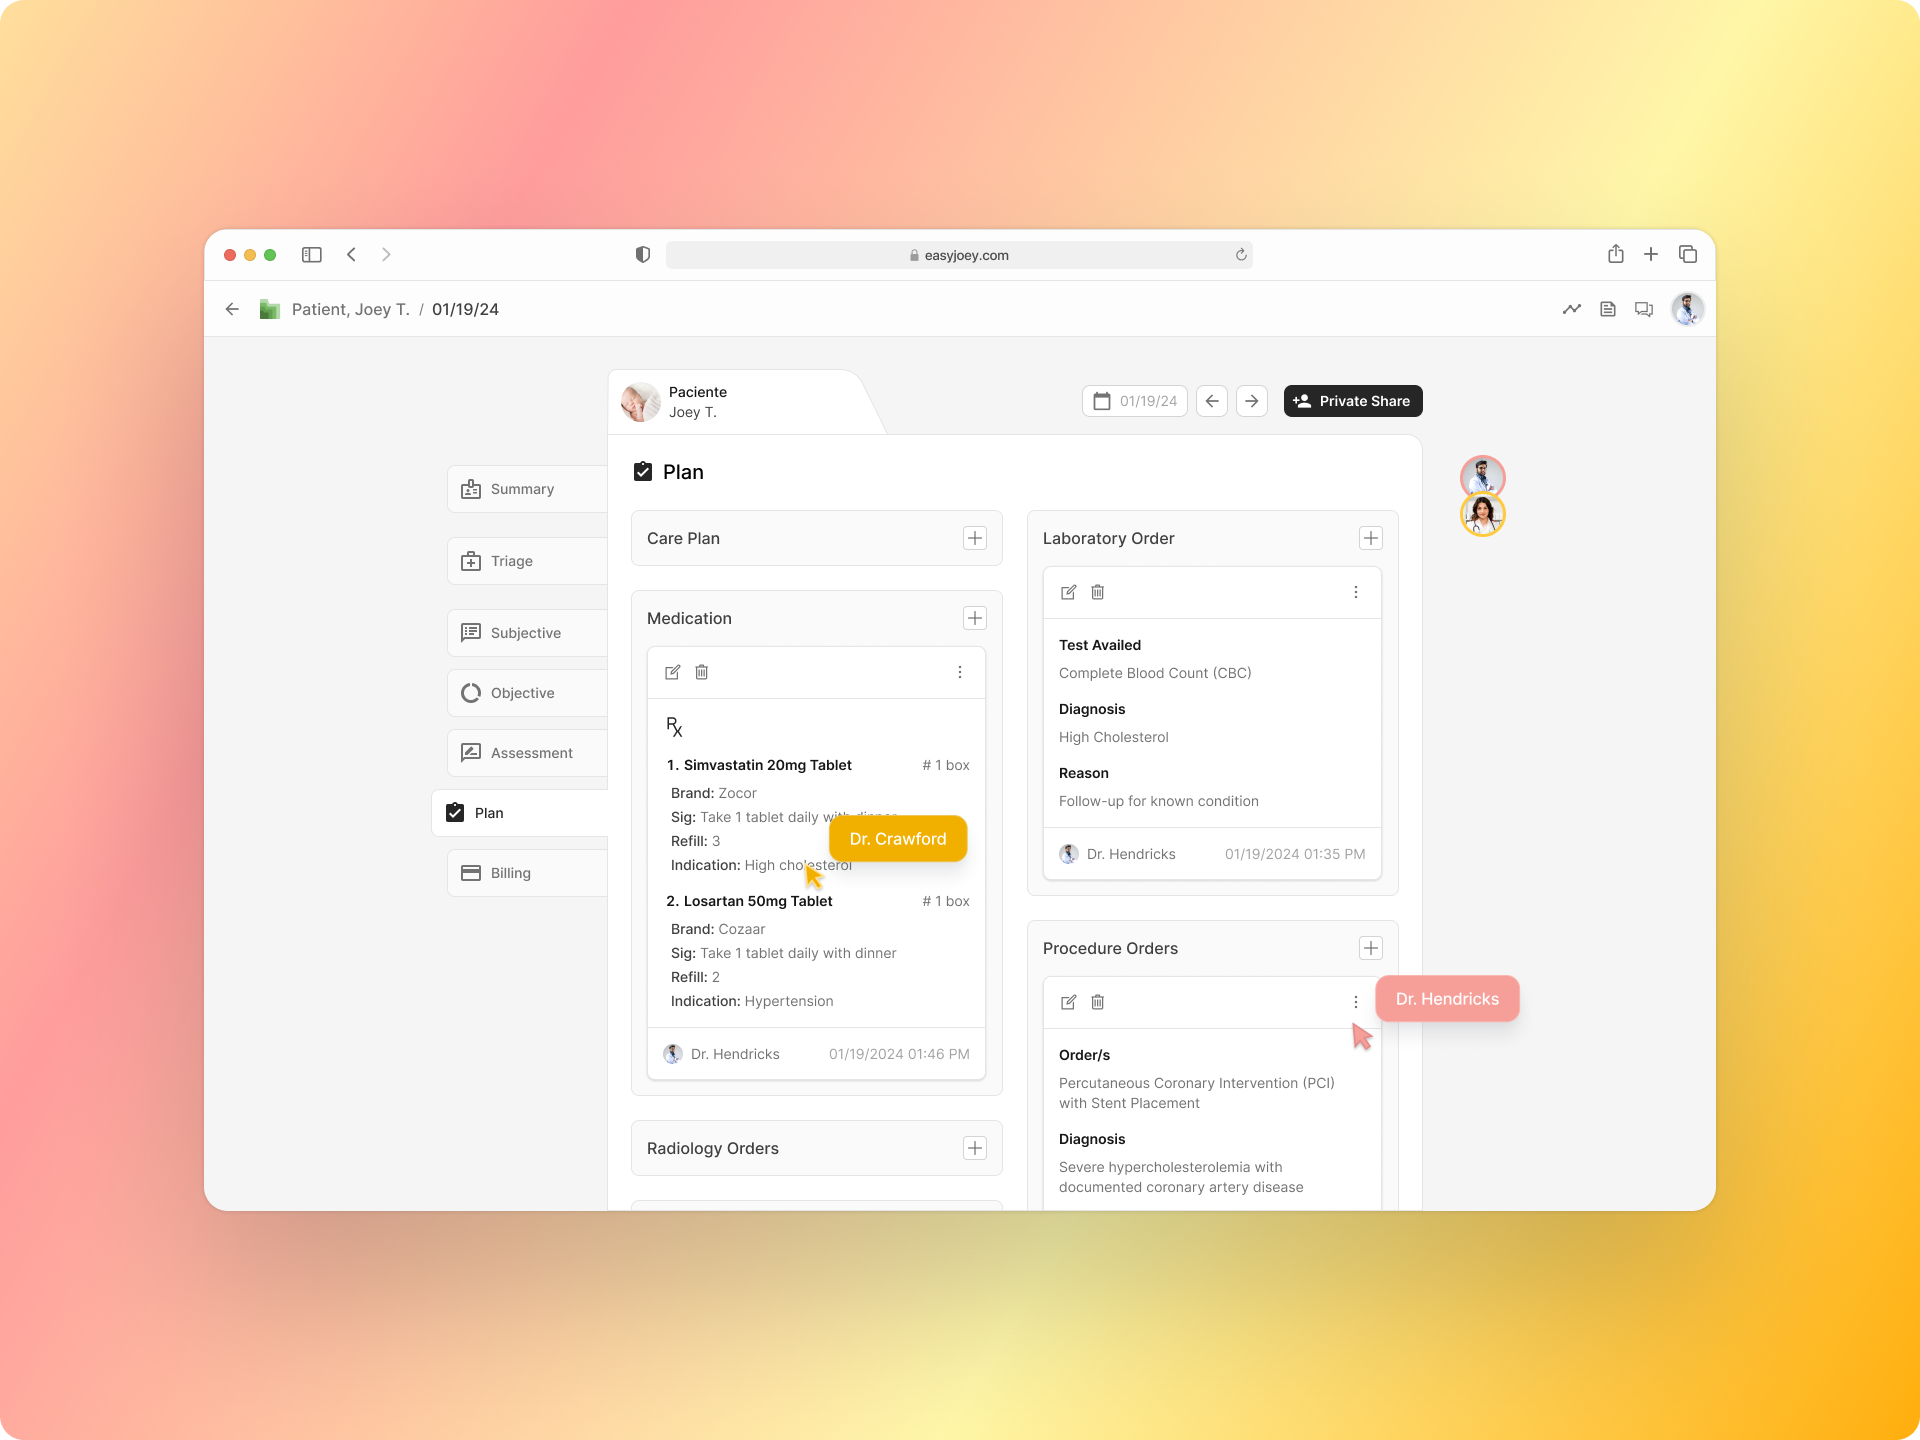 easyjoey.com
Patient, Joey T. / 01/19/24
Paciente
Joey T.
01/19/24
Private Share
Summary
Triage
Subjective
Objective
Assessment
Plan
Billing
Plan
Care Plan
Medication
Rx
1. Simvastatin 20mg Tablet # 1 box
Brand: Zocor
Sig: Take 1 tablet daily with dinner
Refill: 3
Indication: High cholesterol
Dr. Crawford
2. Losartan 50mg Tablet # 1 box
Brand: Cozaar
Sig: Take 1 tablet daily with dinner
Refill: 2
Indication: Hypertension
Dr. Hendricks 01/19/2024 01:46 PM
Radiology Orders
Laboratory Order
Test Availed
Complete Blood Count (CBC)
Diagnosis
High Cholesterol
Reason
Follow-up for known condition
Dr. Hendricks 01/19/2024 01:35 PM
Procedure Orders
Dr. Hendricks
Order/s
Percutaneous Coronary Intervention (PCI)
with Stent Placement
Diagnosis
Severe hypercholesterolemia with
documented coronary artery disease